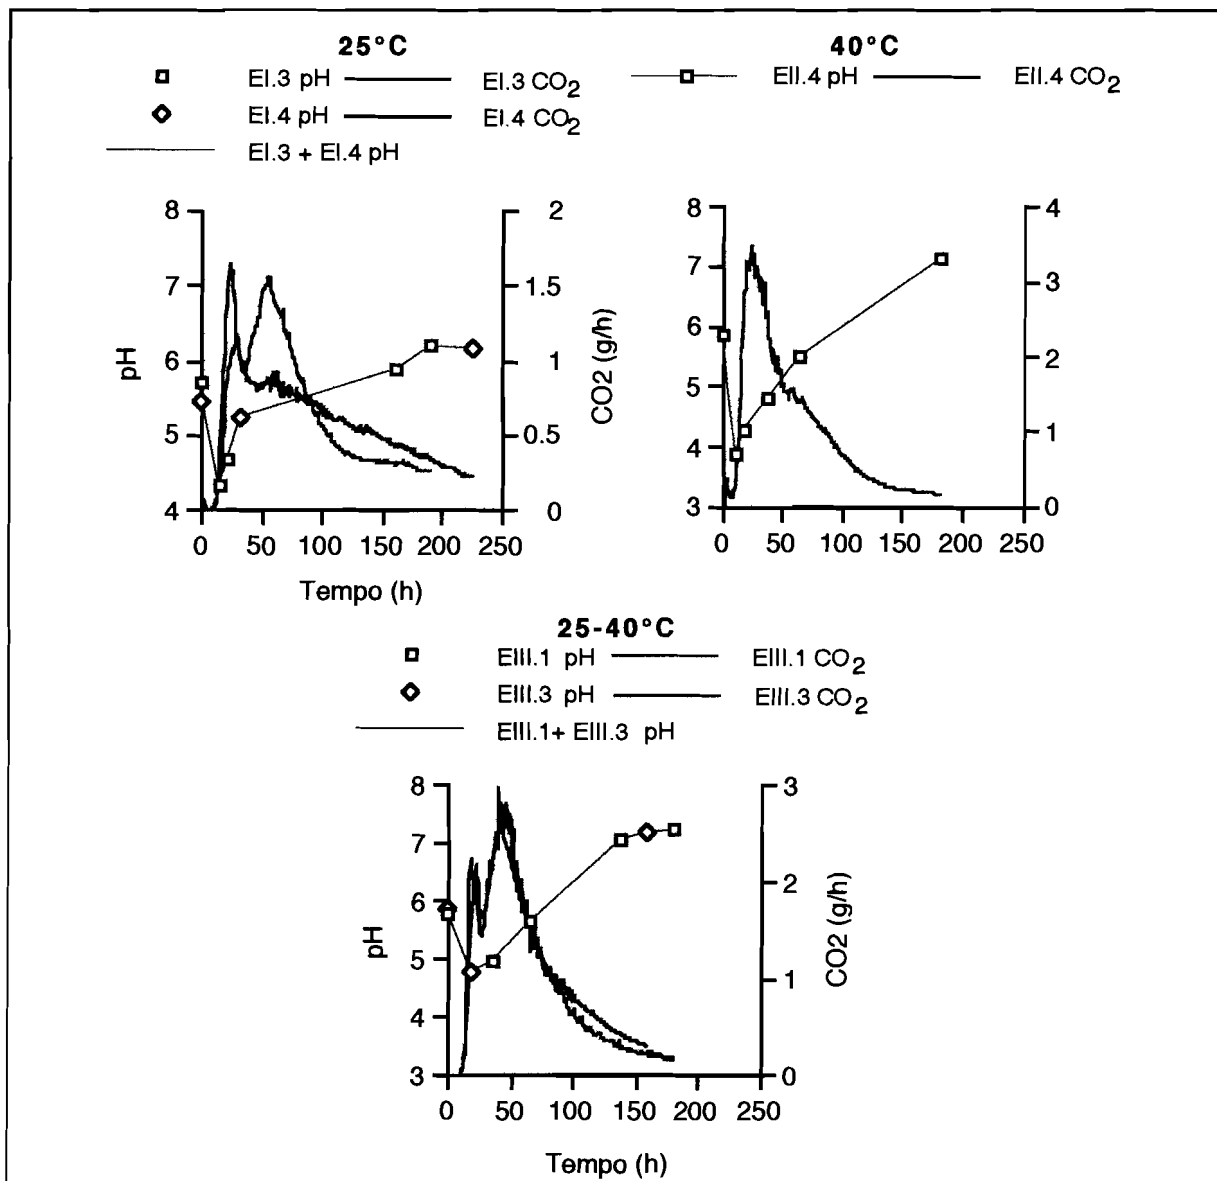 25°C
EI.3 pH EI.3 CO2
EI.4 pH EI.4 CO2
EI.3 + EI.4 pH
40°C
EII.4 pH EII.4 CO2
8
7
6
5
4
pH
2
1.5
1
0.5
0
CO2 (g/h)
0 50 100 150 200 250
Tempo (h)
8
7
6
5
4
3
4
3
2
1
0
0 50 100 150 200 250
25-40°C
EIII.1 pH EIII.1 CO2
EIII.3 pH EIII.3 CO2
EIII.1+ EIII.3 pH
8
7
6
5
4
3
pH
3
2
1
0
CO2 (g/h)
0 50 100 150 200 250
Tempo (h)